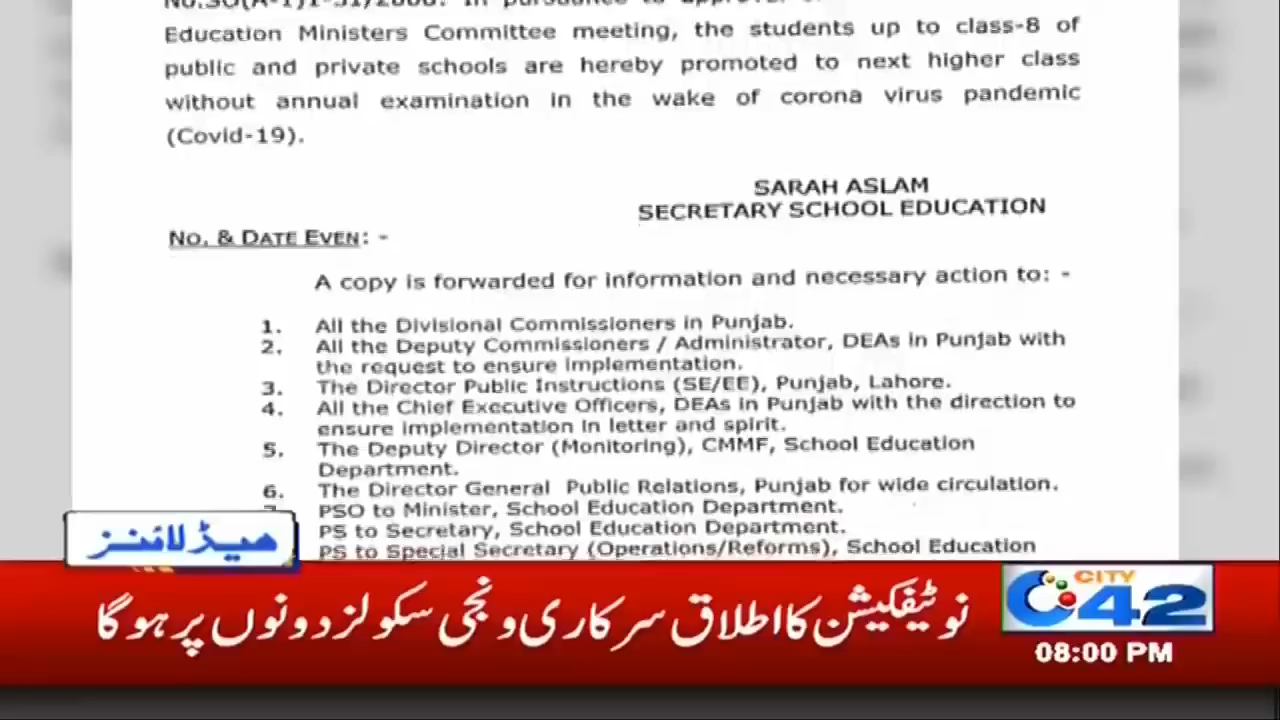 Education Ministers Committee meeting, the students up to class-8 of
public and private schools are hereby promoted to next higher class
without annual examination in the wake of corona virus pandemic
(Covid-19).
SARAH ASLAM
SECRETARY SCHOOL EDUCATION
NO. & DATE EVEN: -
A copy is forwarded for information and necessary action to: -
1. All the Divisional Commissioners in Punjab.
2. All the Deputy Commissioners / Administrator, DEAs in Punjab with
the request to ensure implementation.
3. The Director Public Instructions (SE/EE), Punjab, Lahore.
4. All the Chief Executive Officers, DEAs in Punjab with the direction to
ensure implementation in letter and spirit.
5. The Deputy Director (Monitoring), CMMF, School Education
Department.
6. The Director General Public Relations, Punjab for wide circulation.
PSO to Minister, School Education Department.
PS to Secretary, School Education Department.
PS to Special Secretary (Operations/Reforms), School Education
ہیڈلائنز
نوٹیفکیشن کا اطلاق سرکاری و نجی سکولز دونوں پر ہوگا
CITY
42
08:00 PM